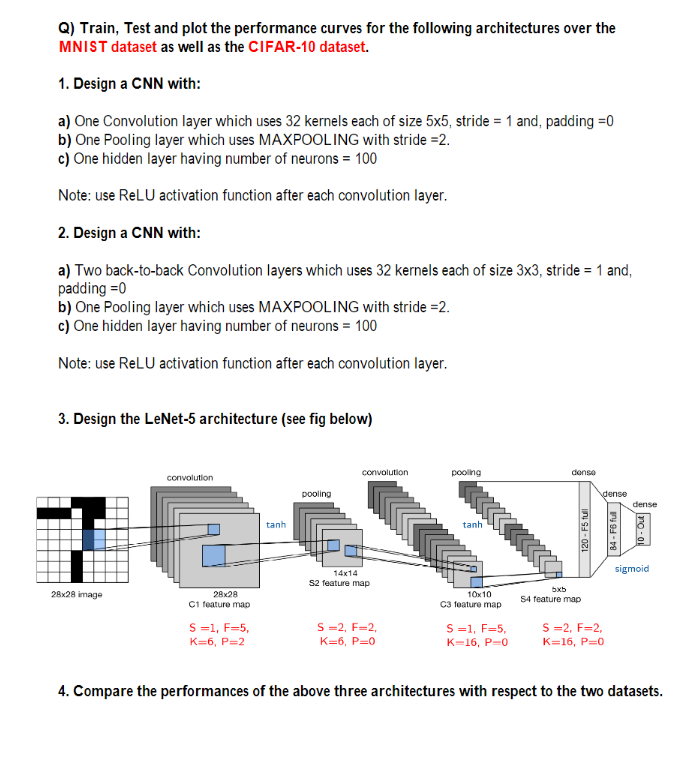 Q) Train, Test and plot the performance curves for the following architectures over the
MNIST dataset as well as the CIFAR-10 dataset.
1. Design a CNN with:
a) One Convolution layer which uses 32 kernels each of size 5x5, stride = 1 and, padding =0
b) One Pooling layer which uses MAXPOOLING with stride =2.
c) One hidden layer having number of neurons = 100
Note: use ReLU activation function after each convolution layer.
2. Design a CNN with:
a) Two back-to-back Convolution layers which uses 32 kernels each of size 3x3, stride = 1 and,
padding =0
b) One Pooling layer which uses MAXPOOLING with stride =2.
c) One hidden layer having number of neurons = 100
Note: use ReLU activation function after each convolution layer.
3. Design the LeNet-5 architecture (see fig below)
convolution
pooling
convolution
pooling
dense
dense
dense
tanh
tanh
120 - F5 full
84 - F6 full
10 - Out
sigmoid
28x28 image
28x28
C1 feature map
14x14
S2 feature map
10x10
C3 feature map
5x5
S4 feature map
S =1, F=5,
K=6, P=2
S =2, F=2,
K=6, P=0
S =1, F=5,
K=16, P=0
S =2, F=2,
K=16, P=0
4. Compare the performances of the above three architectures with respect to the two datasets.